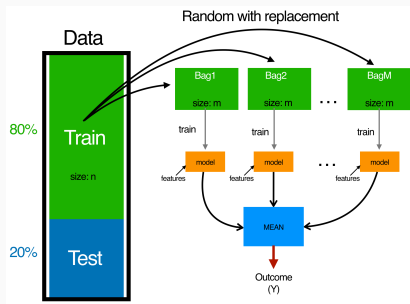 Random with replacement
Data
Bag1
Bag2
BagM
size: m
size: m
size: m
...
80%
Train
train
train
train
size: n
model
model
...
model
features
features
features
20%
Test
MEAN
Outcome
(Y)